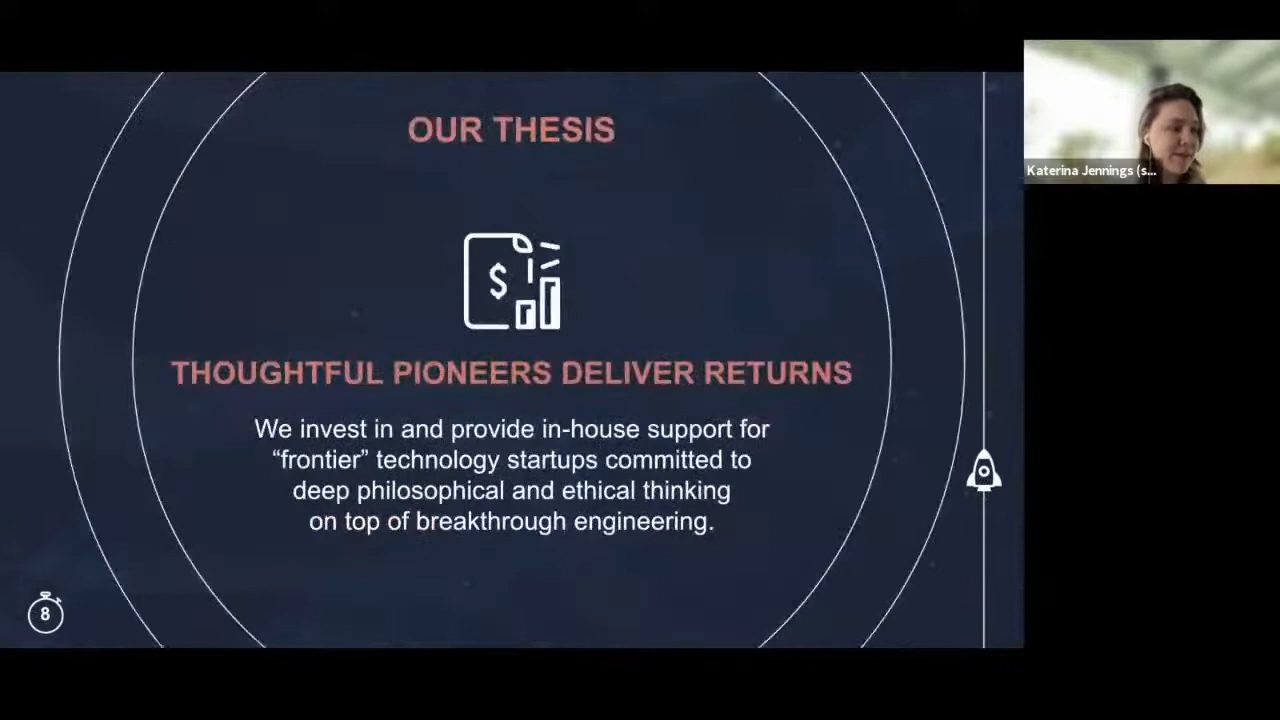 OUR THESIS
$
THOUGHTFUL PIONEERS DELIVER RETURNS
We invest in and provide in-house support for
“frontier” technology startups committed to
deep philosophical and ethical thinking
on top of breakthrough engineering.
8
Katerina Jennings (s...